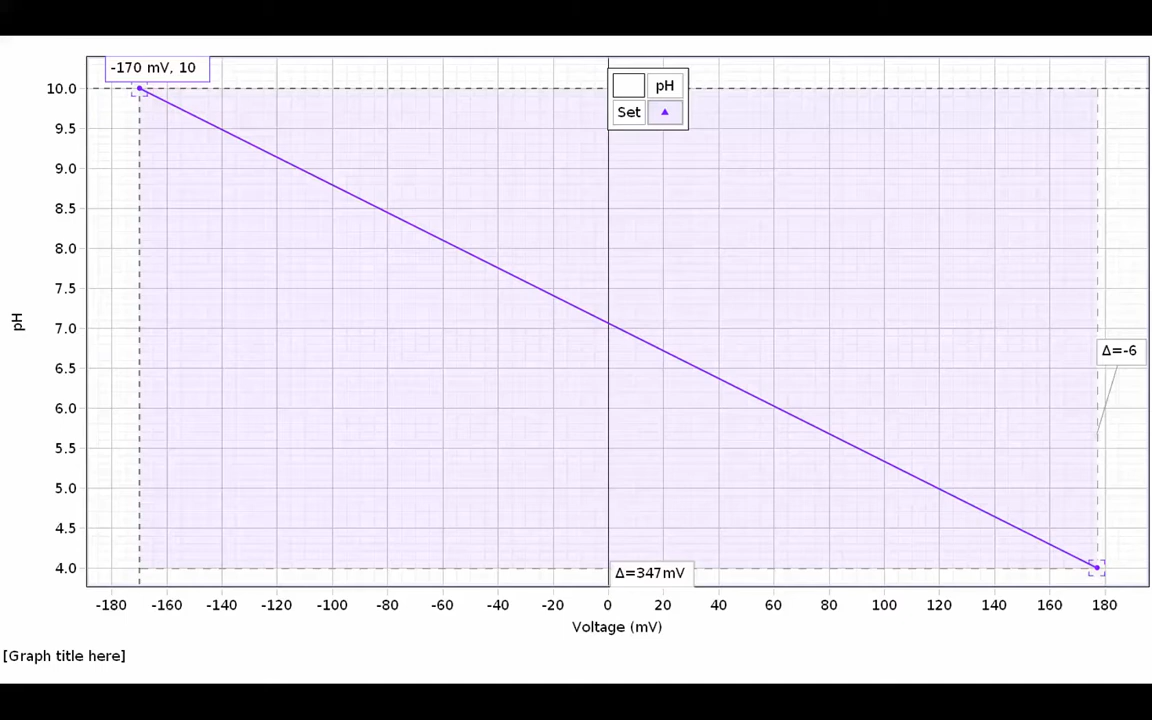 -170 mV, 10
pH
Set
10.0
9.5
9.0
8.5
8.0
7.5
7.0
6.5
6.0
5.5
5.0
4.5
4.0
pH
Δ=-6
Δ=347mV
-180 -160 -140 -120 -100 -80 -60 -40 -20 0 20 40 60 80 100 120 140 160 180
Voltage (mV)
[Graph title here]